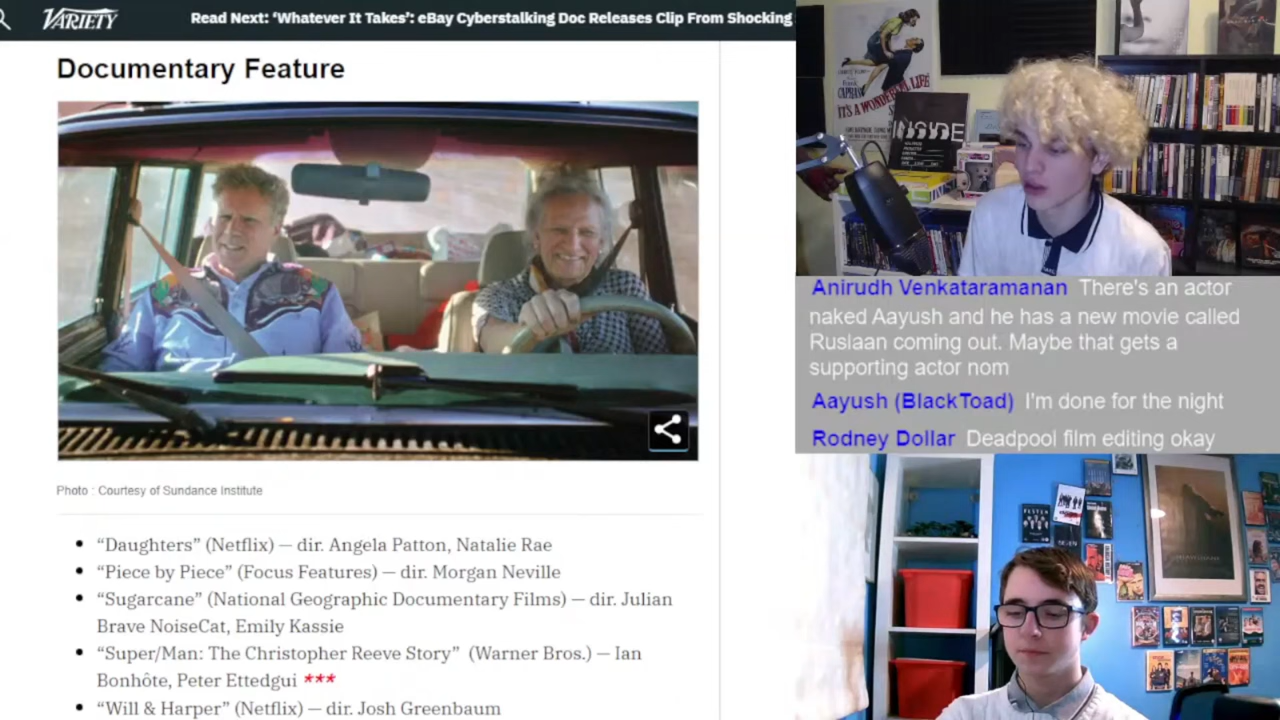 VARIETY
Read Next: ‘Whatever It Takes’: eBay Cyberstalking Doc Releases Clip From Shocking
Documentary Feature
Photo : Courtesy of Sundance Institute
• “Daughters” (Netflix) — dir. Angela Patton, Natalie Rae
• “Piece by Piece” (Focus Features) — dir. Morgan Neville
• “Sugarcane” (National Geographic Documentary Films) — dir. Julian
Brave NoiseCat, Emily Kassie
• “Super/Man: The Christopher Reeve Story” (Warner Bros.) — Ian
Bonhôte, Peter Ettedgui ***
• “Will & Harper” (Netflix) — dir. Josh Greenbaum
IT'S A WONDERFUL LIFE
INSIDE
Anirudh Venkataramanan There's an actor
naked Aayush and he has a new movie called
Ruslaan coming out. Maybe that gets a
supporting actor nom
Aayush (BlackToad) I'm done for the night
Rodney Dollar Deadpool film editing okay